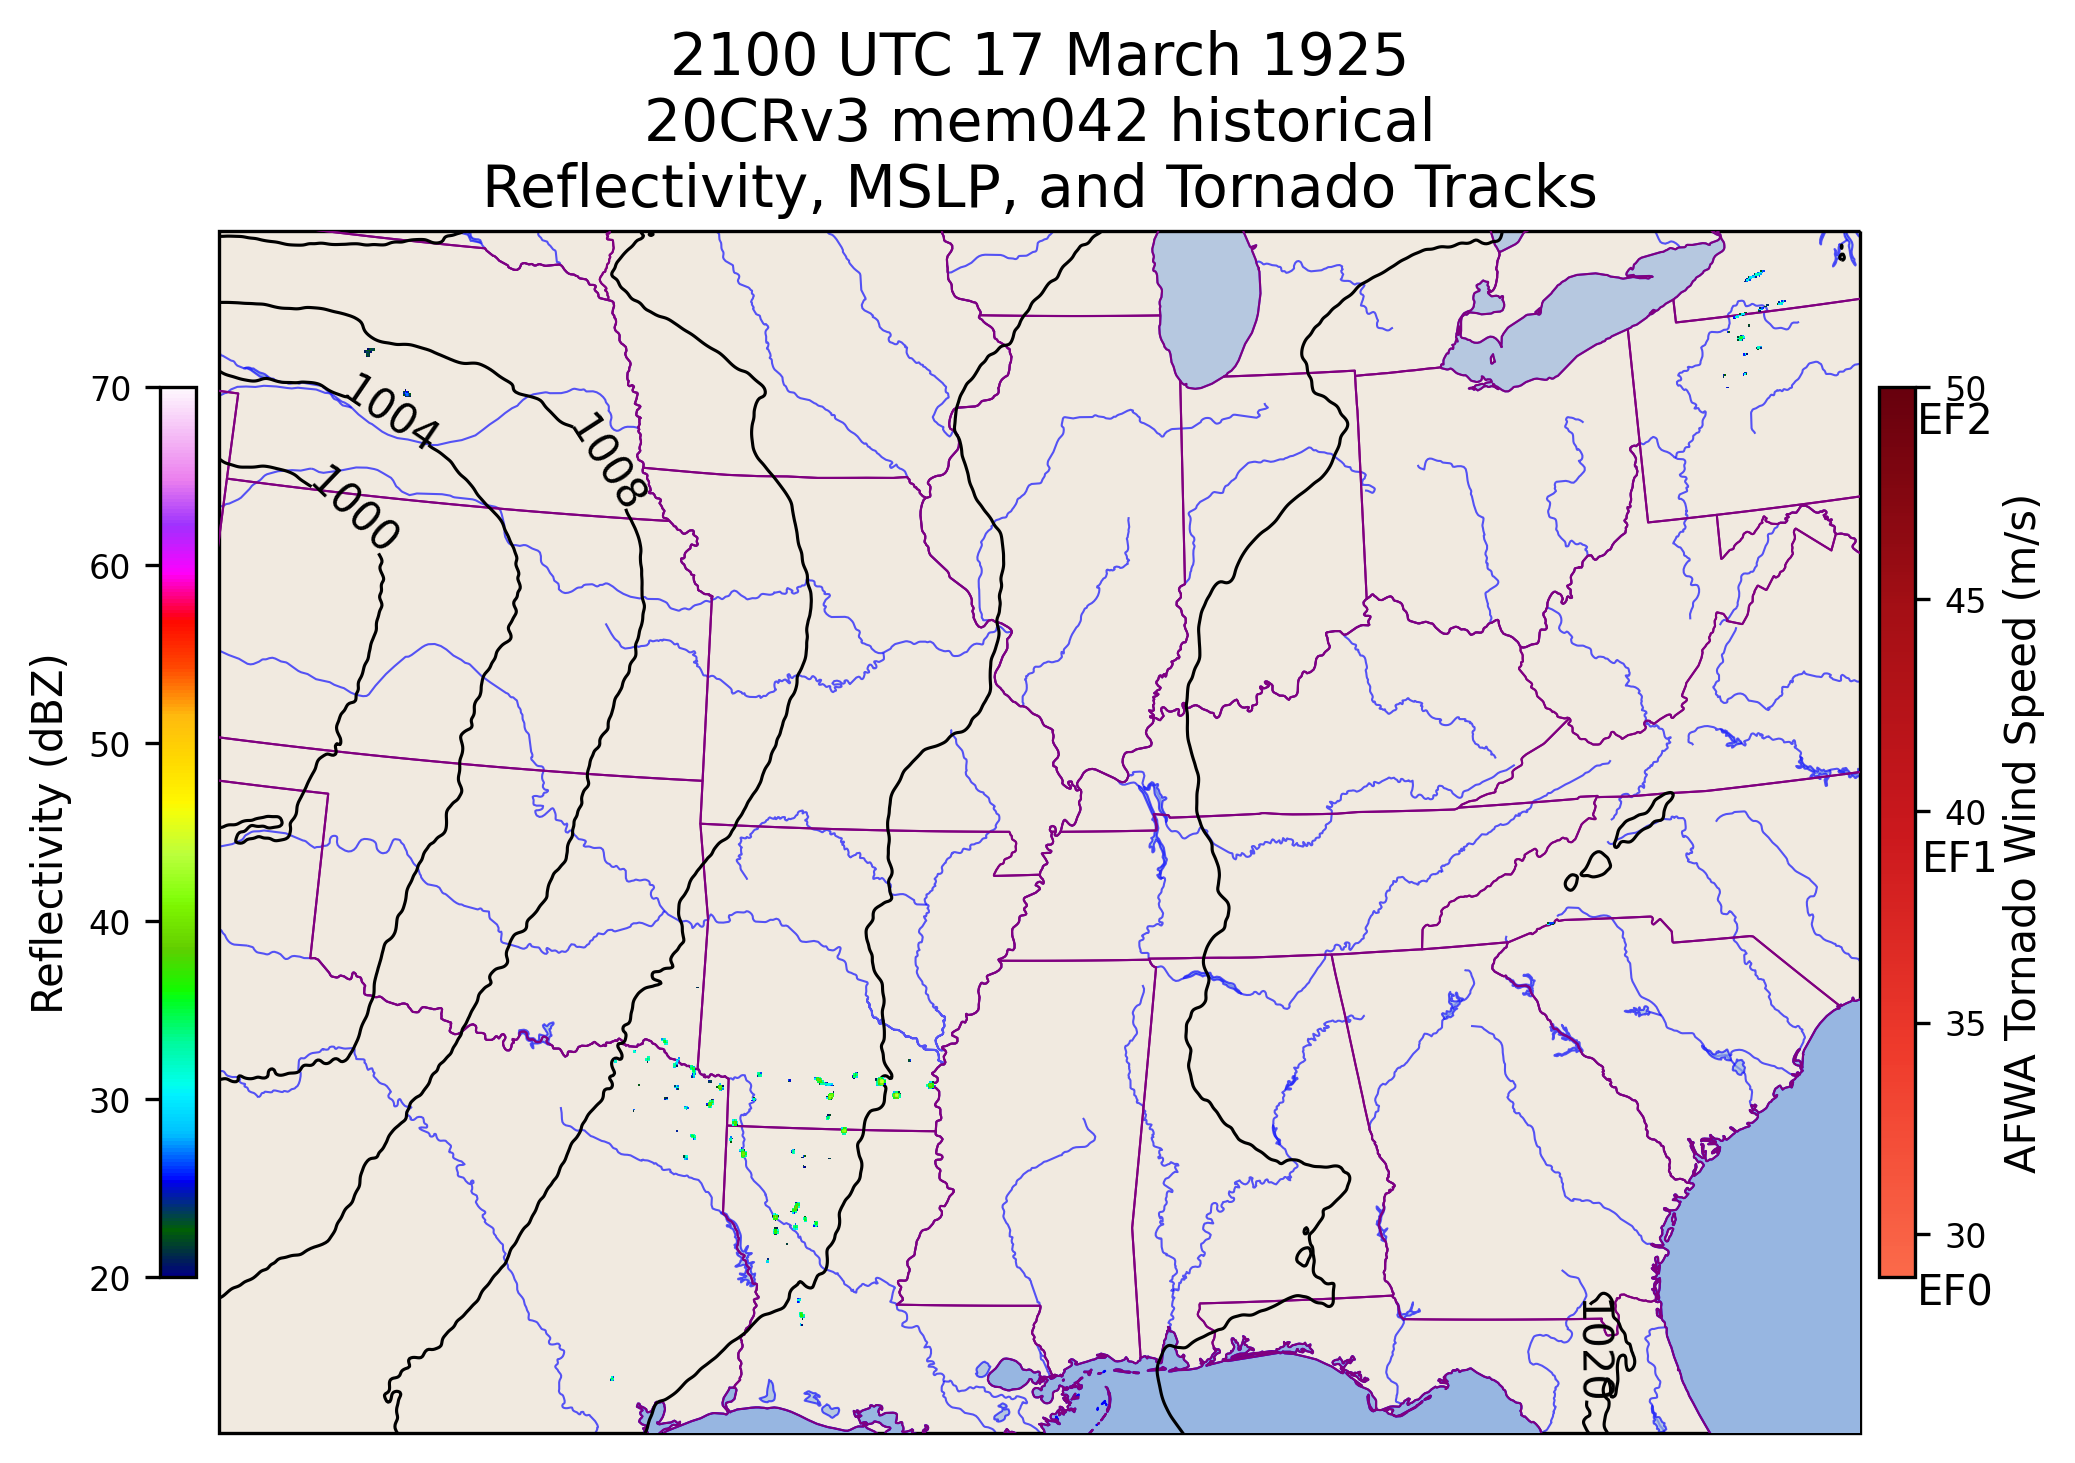 2100 UTC 17 March 1925
20CRv3 mem042 historical
Reflectivity, MSLP, and Tornado Tracks
70
60
50
40
30
20
Reflectivity (dBZ)
1004
1008
1000
1020
50
EF2
45
40
EF1
35
30
EF0
AFWA Tornado Wind Speed (m/s)